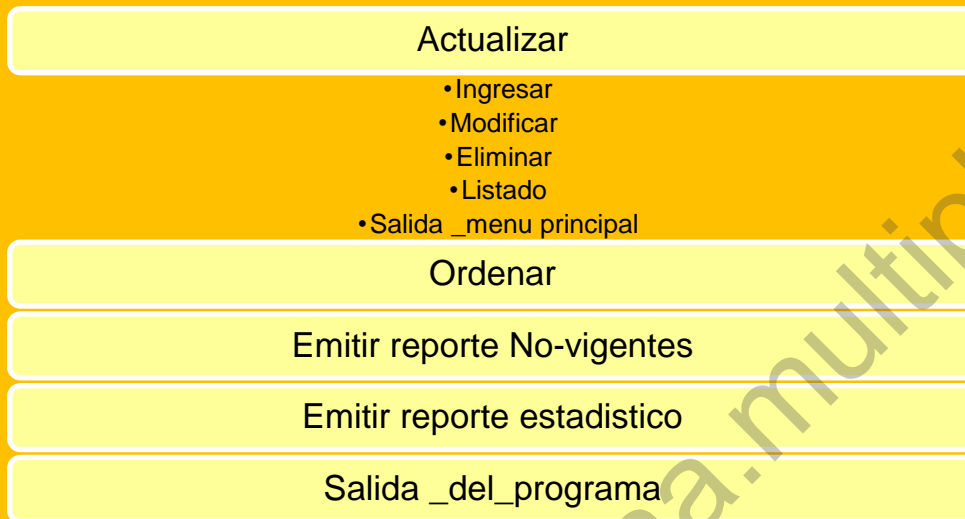 Actualizar
•Ingresar
•Modificar
•Eliminar
•Listado
•Salida _menu principal
Ordenar
Emitir reporte No-vigentes
Emitir reporte estadistico
Salida _del_programa